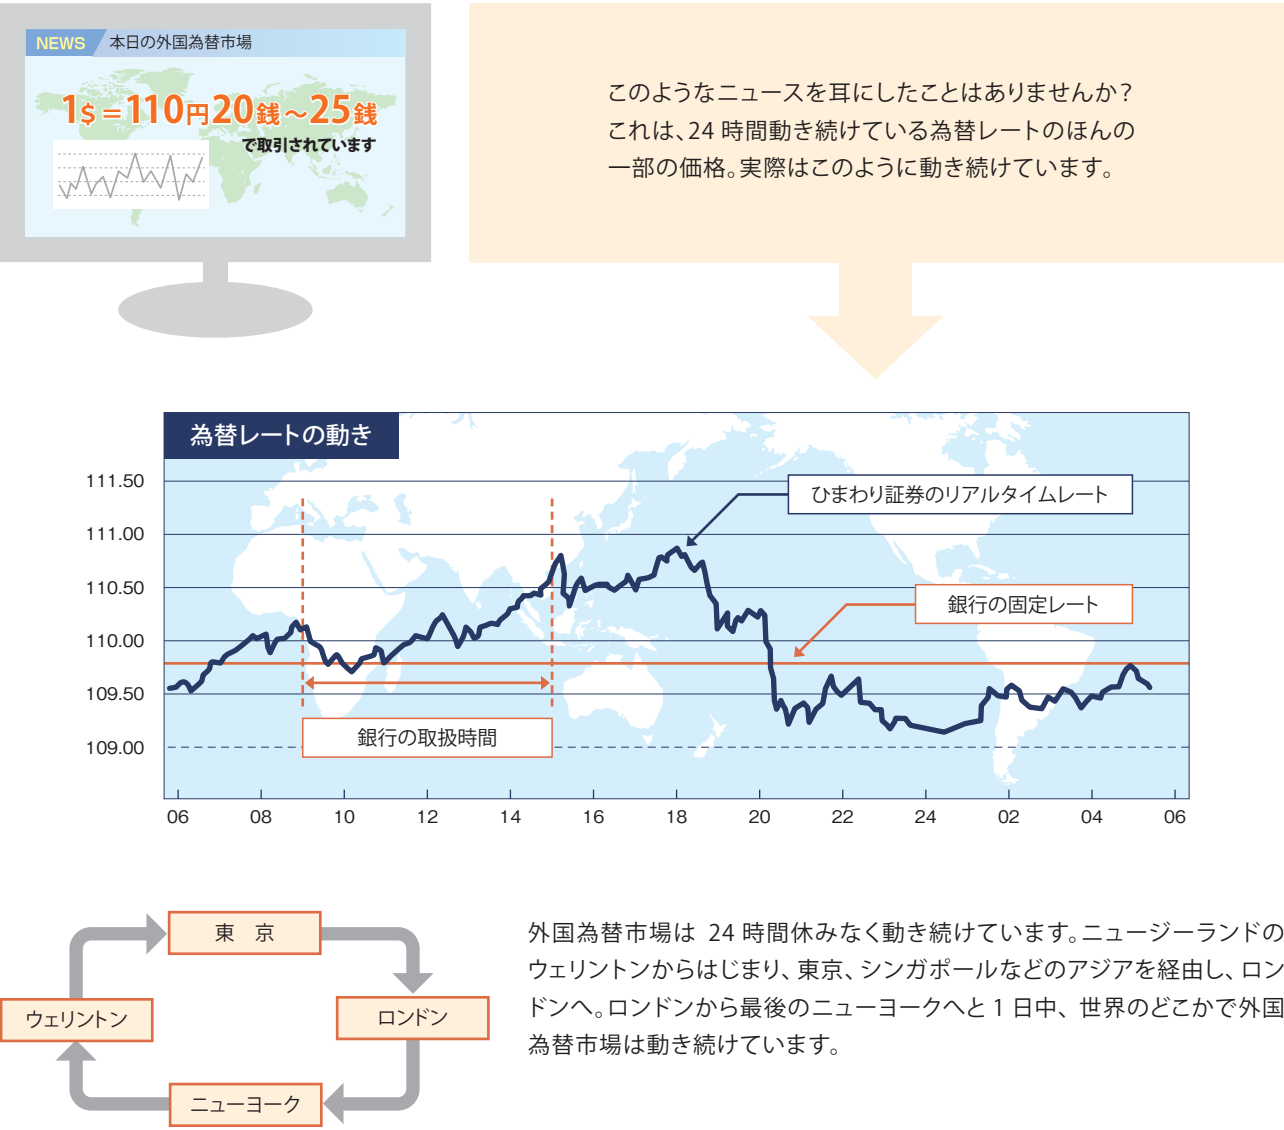 NEWS 本日の外国為替市場
1$=110円20銭～25銭
で取引されています
このようなニュースを耳にしたことはありませんか？
これは、24時間動き続けている為替レートのほんの
一部の価格。実際はこのように動き続けています。
為替レートの動き
111.50
111.00
110.50
110.00
109.50
109.00
ひまわり証券のリアルタイムレート
銀行の固定レート
銀行の取扱時間
06 08 10 12 14 16 18 20 22 24 02 04 06
東 京
ウェリントン
ロンドン
ニューヨーク
外国為替市場は 24時間休みなく動き続けています。ニュージーランドの
ウェリントンからはじまり、東京、シンガポールなどのアジアを経由し、ロン
ドンへ。ロンドンから最後のニューヨークへと1日中、世界のどこかで外国
為替市場は動き続けています。